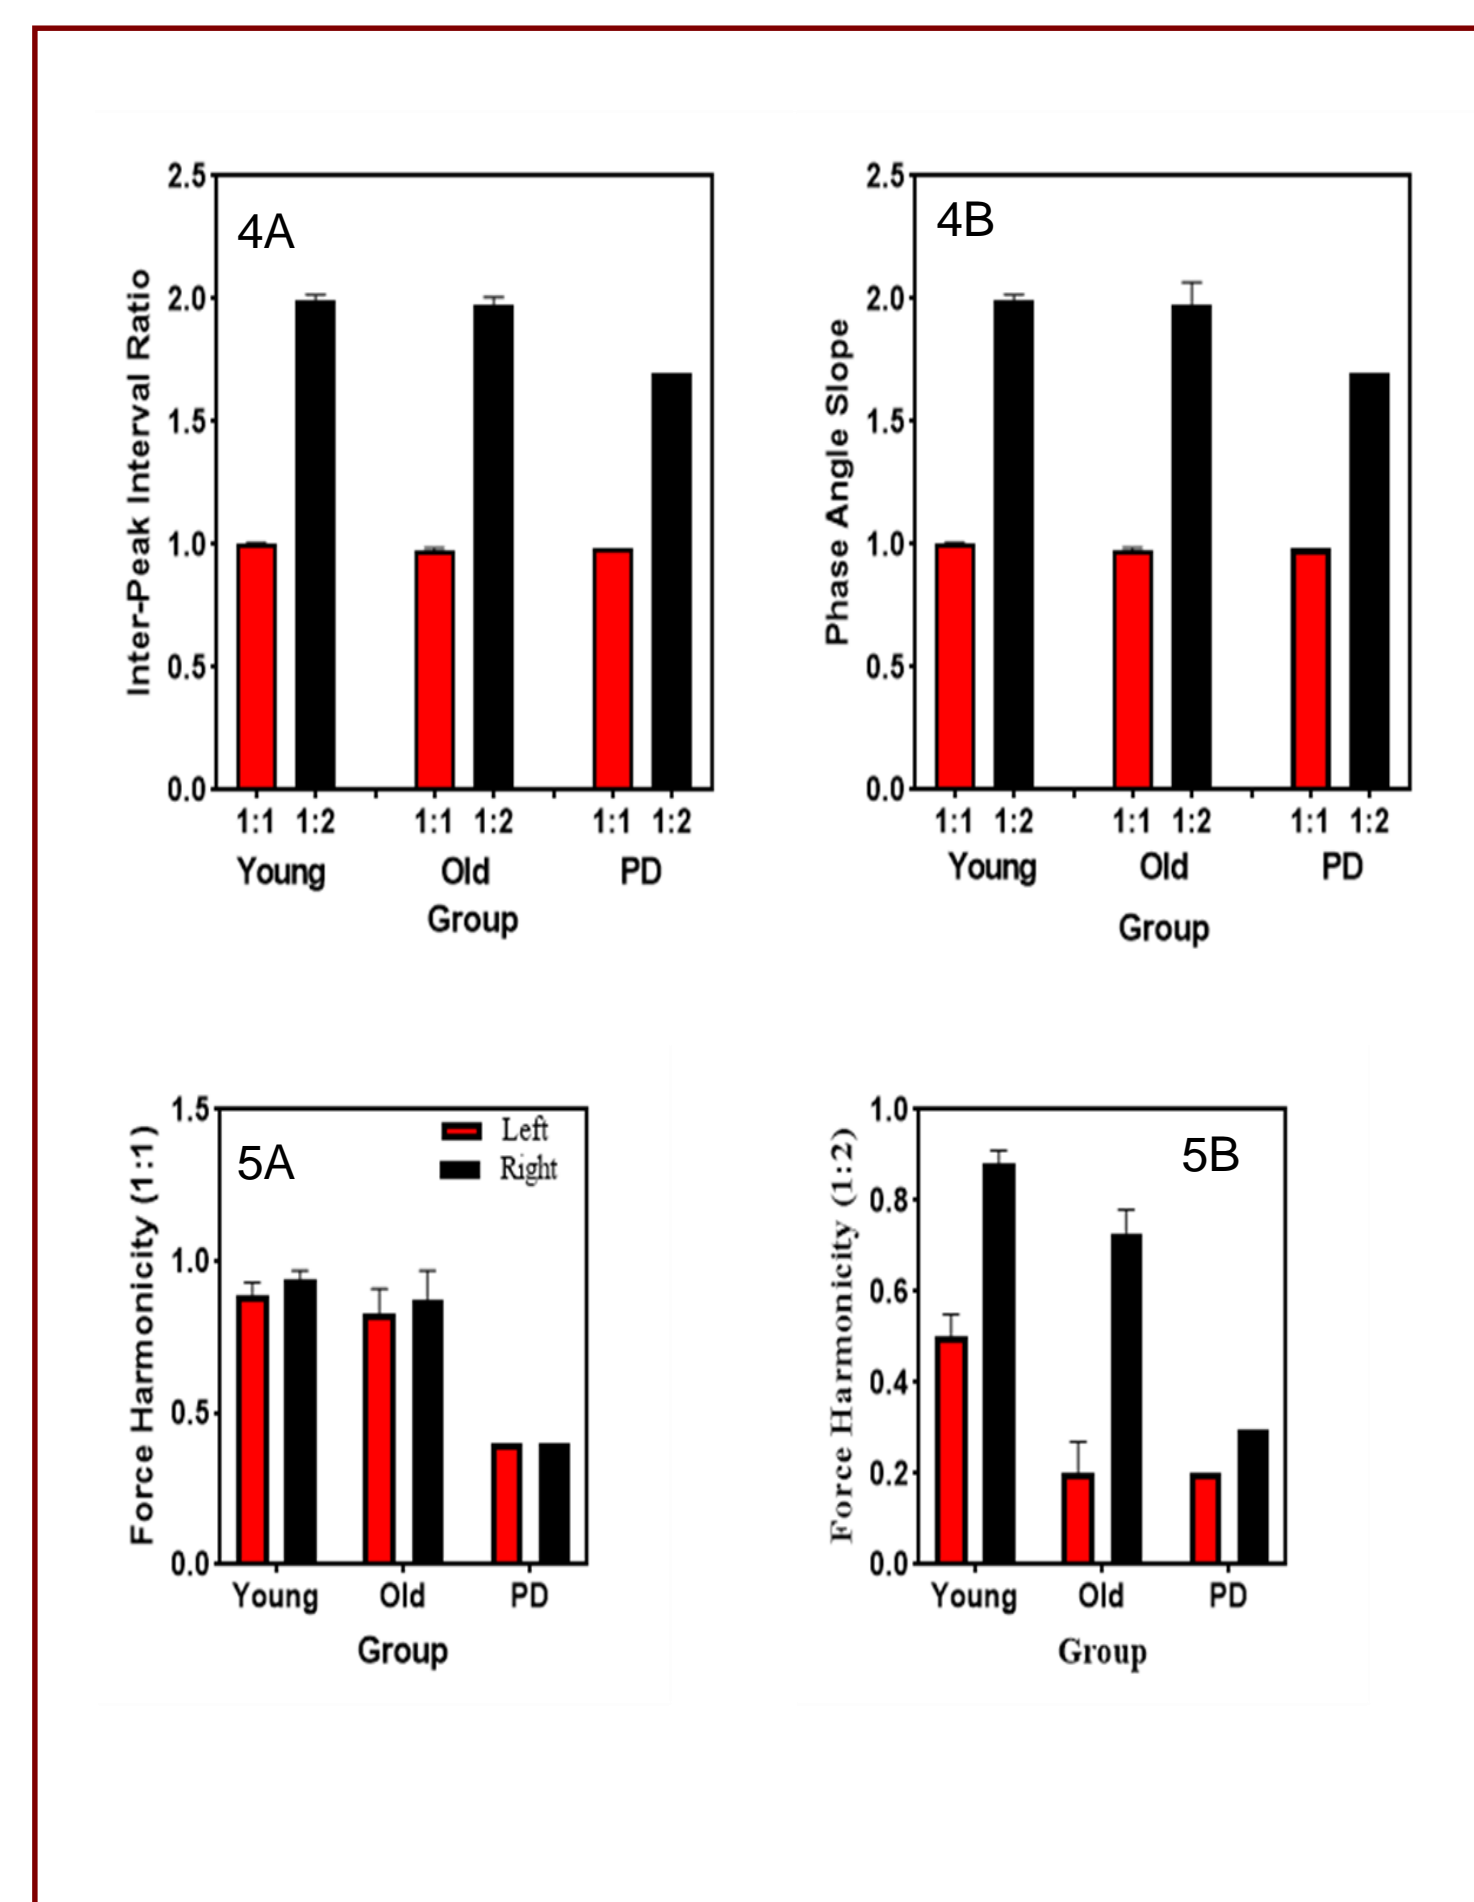 4A
Inter-Peak Interval Ratio
2.5
2.0
1.5
1.0
0.5
0.0
1:1 1:2 1:1 1:2 1:1 1:2
Young Old PD
Group
4B
Phase Angle Slope
2.5
2.0
1.5
1.0
0.5
0.0
1:1 1:2 1:1 1:2 1:1 1:2
Young Old PD
Group
5A
Force Harmonicity (1:1)
1.5
1.0
0.5
0.0
Left
Right
Young Old PD
Group
5B
Force Harmonicity (1:2)
1.0
0.8
0.6
0.4
0.2
0.0
Young Old PD
Group